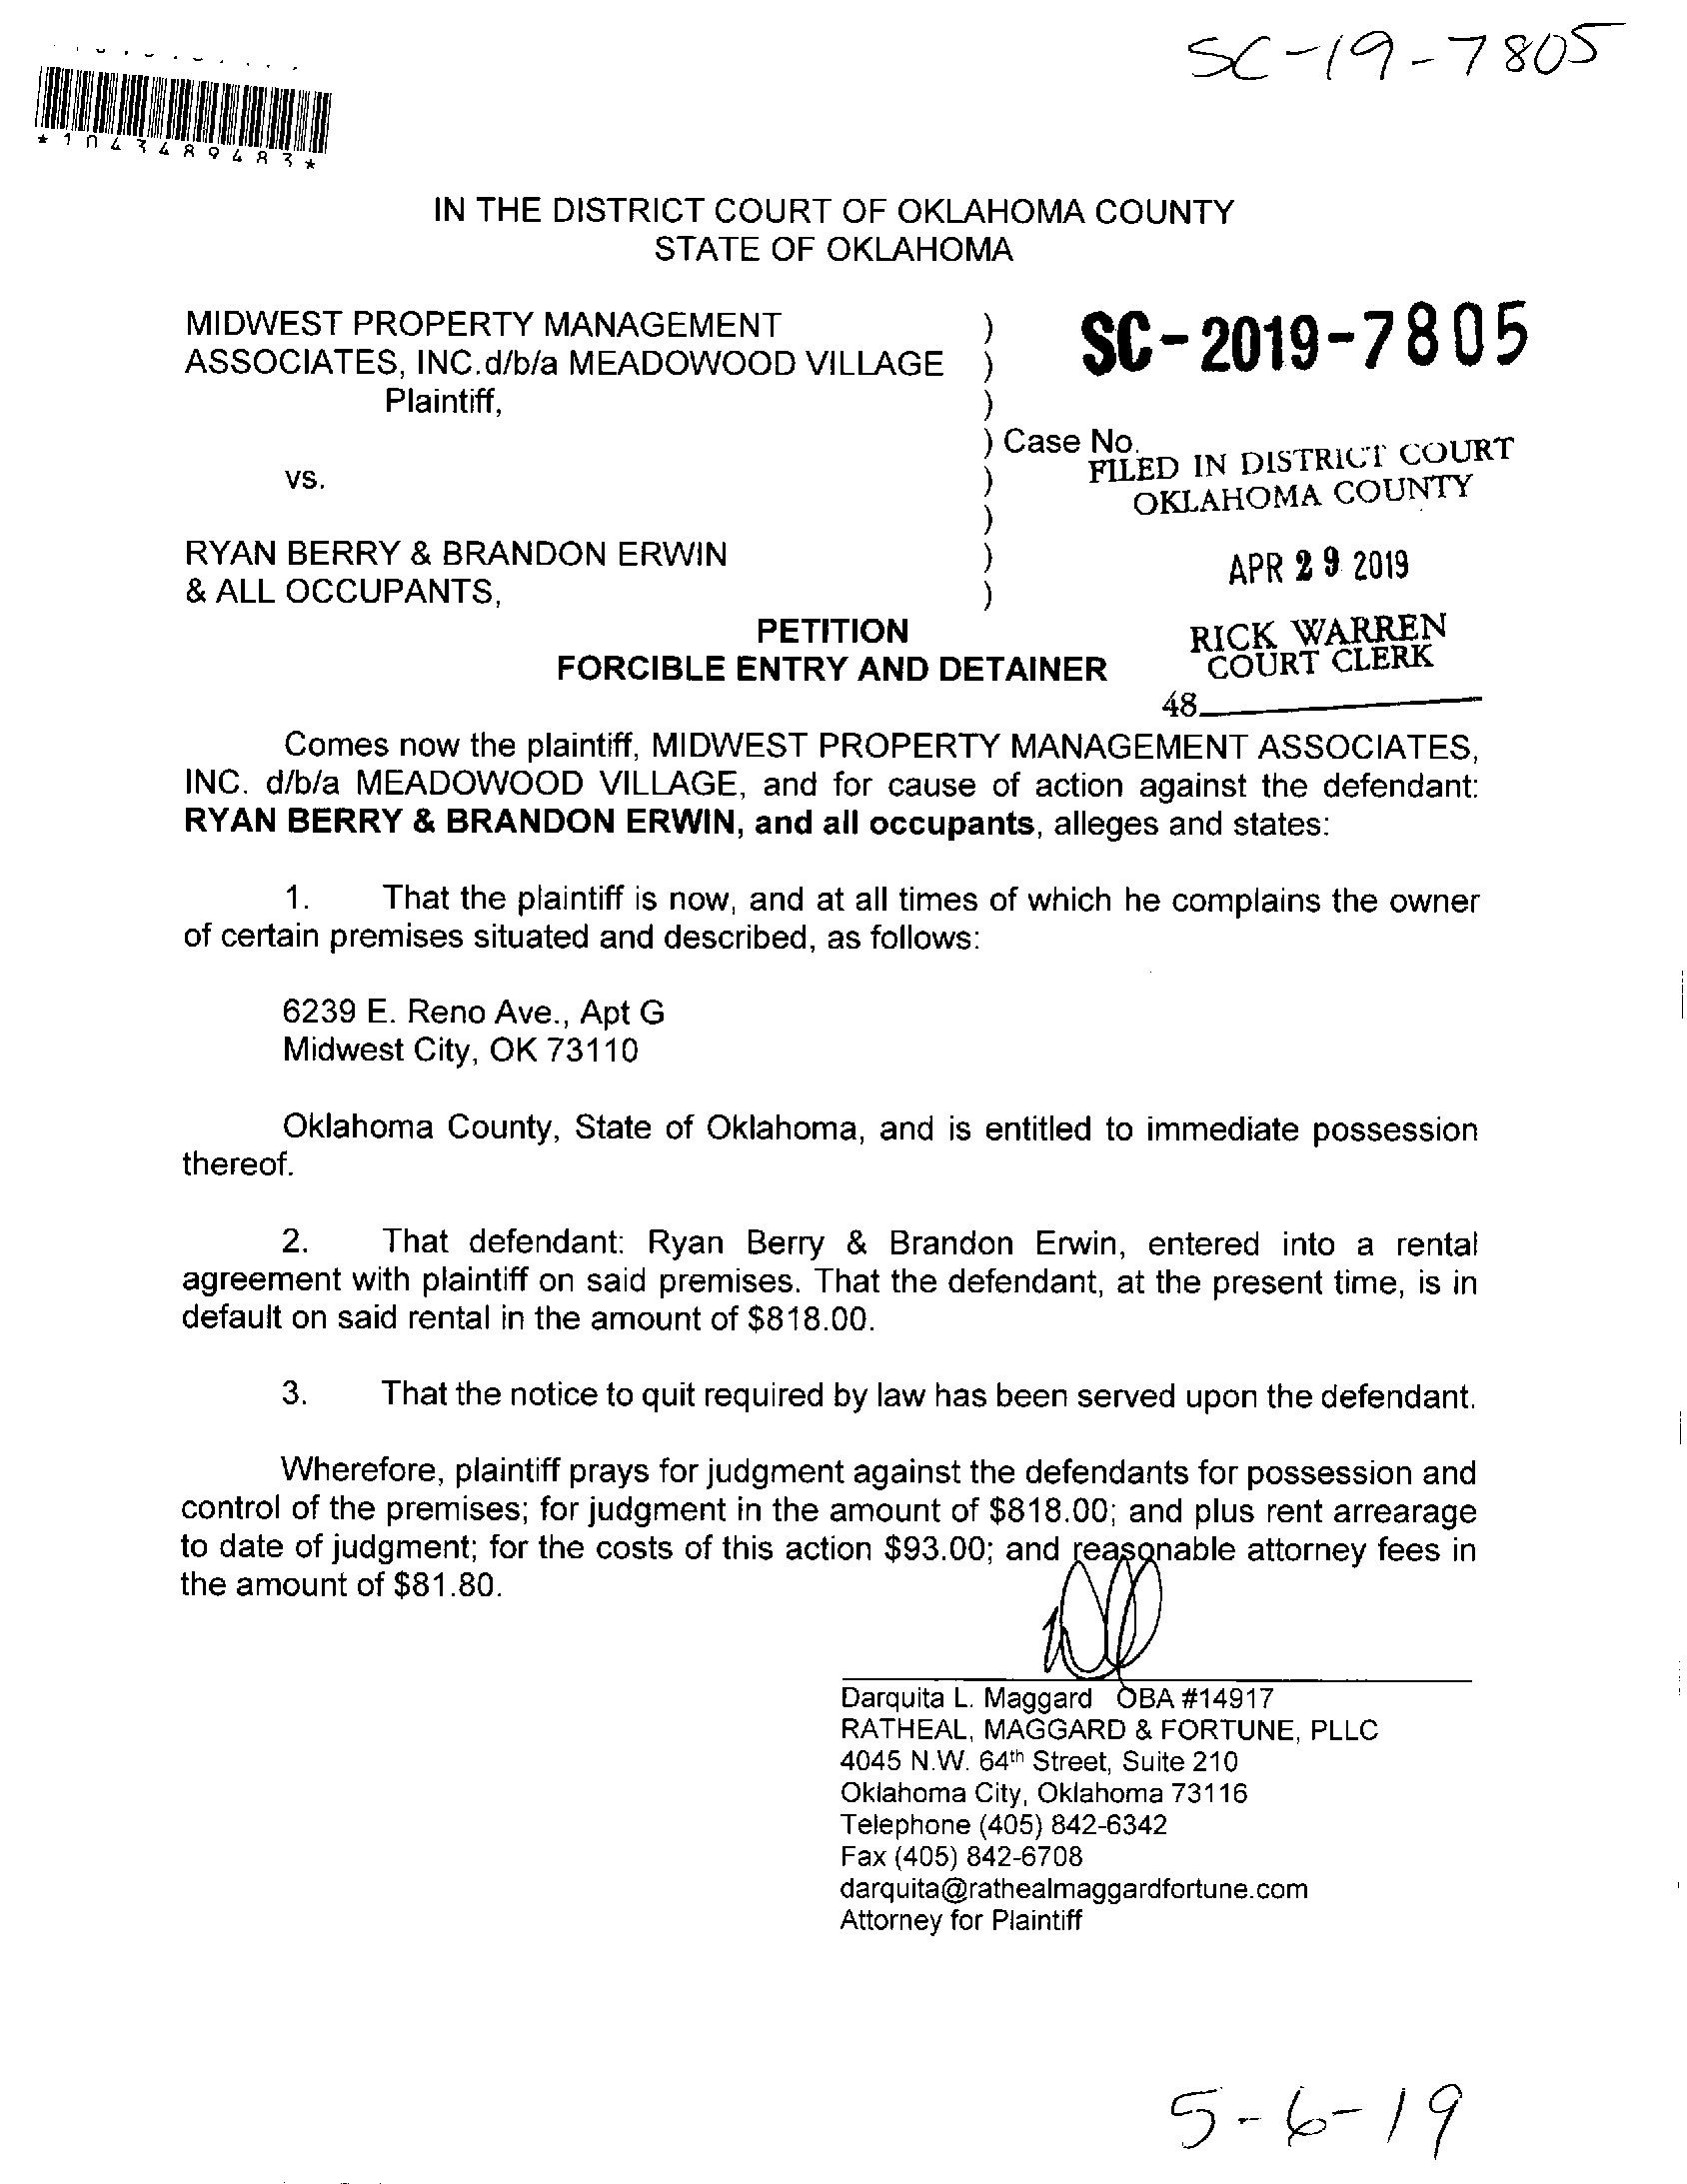 SC-19-7805
*1043489483*
IN THE DISTRICT COURT OF OKLAHOMA COUNTY
STATE OF OKLAHOMA
MIDWEST PROPERTY MANAGEMENT )
ASSOCIATES, INC.d/b/a MEADOWOOD VILLAGE )
Plaintiff, )
SC-2019-7805
) Case No.
vs. )
)
RYAN BERRY & BRANDON ERWIN )
& ALL OCCUPANTS, )
FILED IN DISTRICT COURT
OKLAHOMA COUNTY
APR 29 2019
RICK WARREN
COURT CLERK
48
PETITION
FORCIBLE ENTRY AND DETAINER
Comes now the plaintiff, MIDWEST PROPERTY MANAGEMENT ASSOCIATES,
INC. d/b/a MEADOWOOD VILLAGE, and for cause of action against the defendant:
RYAN BERRY & BRANDON ERWIN, and all occupants, alleges and states:
1. That the plaintiff is now, and at all times of which he complains the owner
of certain premises situated and described, as follows:
6239 E. Reno Ave., Apt G
Midwest City, OK 73110
Oklahoma County, State of Oklahoma, and is entitled to immediate possession
thereof.
2. That defendant: Ryan Berry & Brandon Erwin, entered into a rental
agreement with plaintiff on said premises. That the defendant, at the present time, is in
default on said rental in the amount of $818.00.
3. That the notice to quit required by law has been served upon the defendant.
Wherefore, plaintiff prays for judgment against the defendants for possession and
control of the premises; for judgment in the amount of $818.00; and plus rent arrearage
to date of judgment; for the costs of this action $93.00; and reasonable attorney fees in
the amount of $81.80.
Darquita L. Maggard OBA #14917
RATHEAL, MAGGARD & FORTUNE, PLLC
4045 N.W. 64th Street, Suite 210
Oklahoma City, Oklahoma 73116
Telephone (405) 842-6342
Fax (405) 842-6708
darquita@rathealmaggardfortune.com
Attorney for Plaintiff
5-6-19